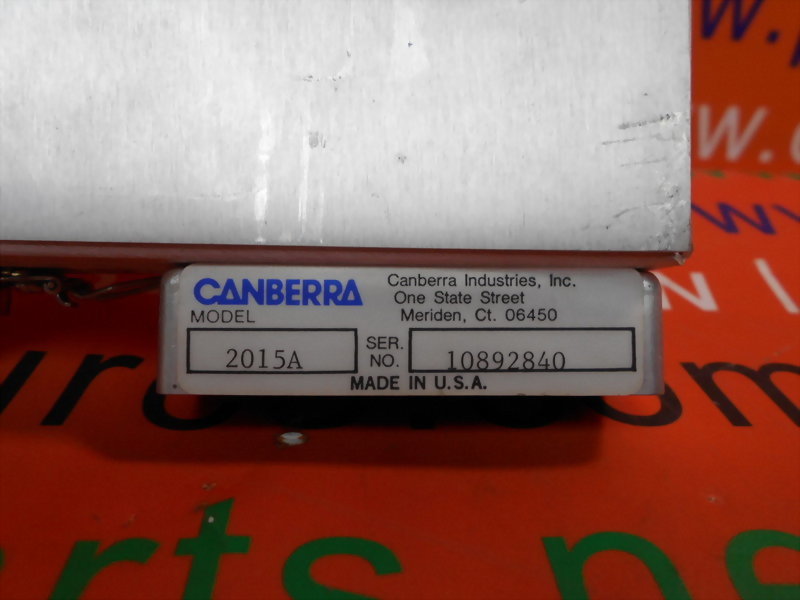 CANBERRA
MODEL
Canberra Industries, Inc.
One State Street
Meriden, Ct. 06450
2015A
SER.
NO.
10892840
MADE IN U.S.A.